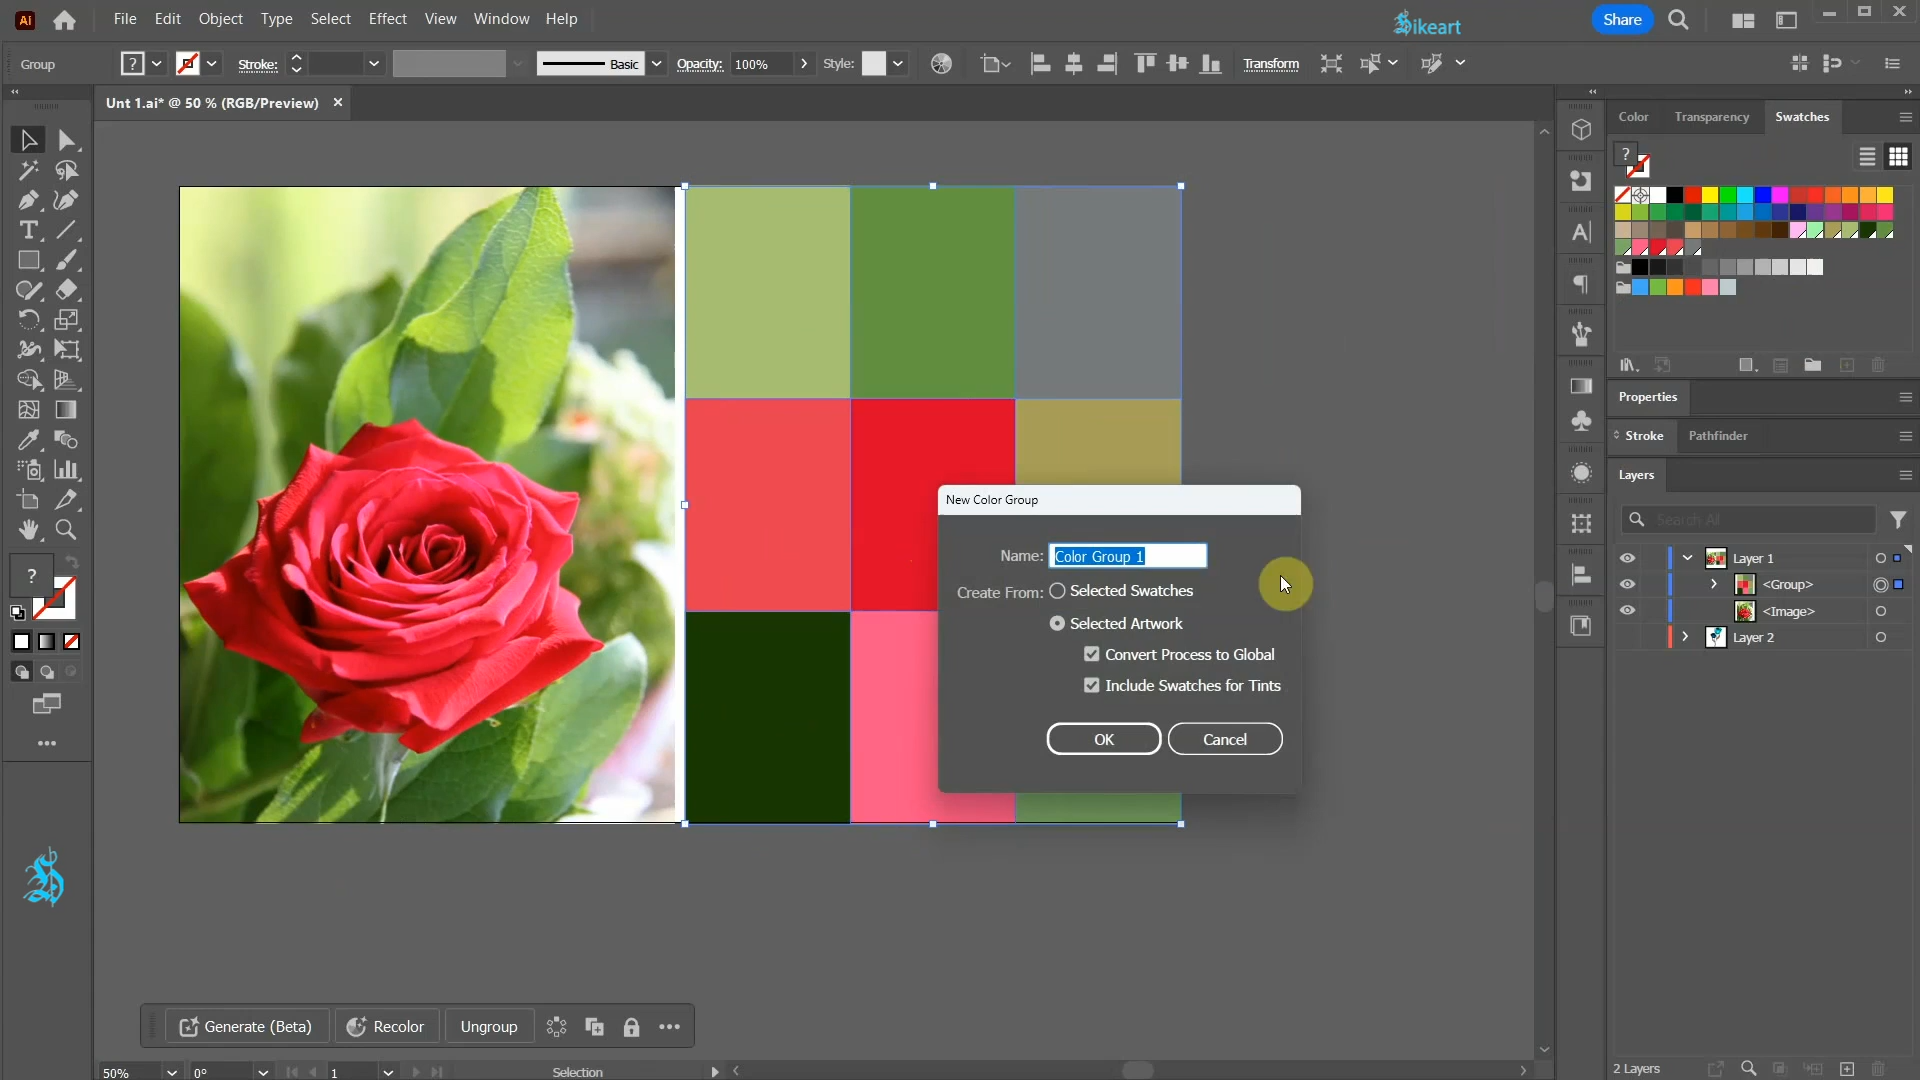 File Edit Object Type Select Effect View Window Help
Sikeart
Share
Group
?
Stroke:
Basic
Opacity: 100%
Style:
Transform
Unt 1.ai* @ 50 % (RGB/Preview)
Color Transparency Swatches
?
Properties
Stroke Pathfinder
Layers
Search All
Layer 1
<Group>
<Image>
Layer 2
New Color Group
Name: Color Group 1
Create From: Selected Swatches
Selected Artwork
Convert Process to Global
Include Swatches for Tints
OK Cancel
?
Generate (Beta) Recolor Ungroup
50% 0° 1 Selection
2 Layers